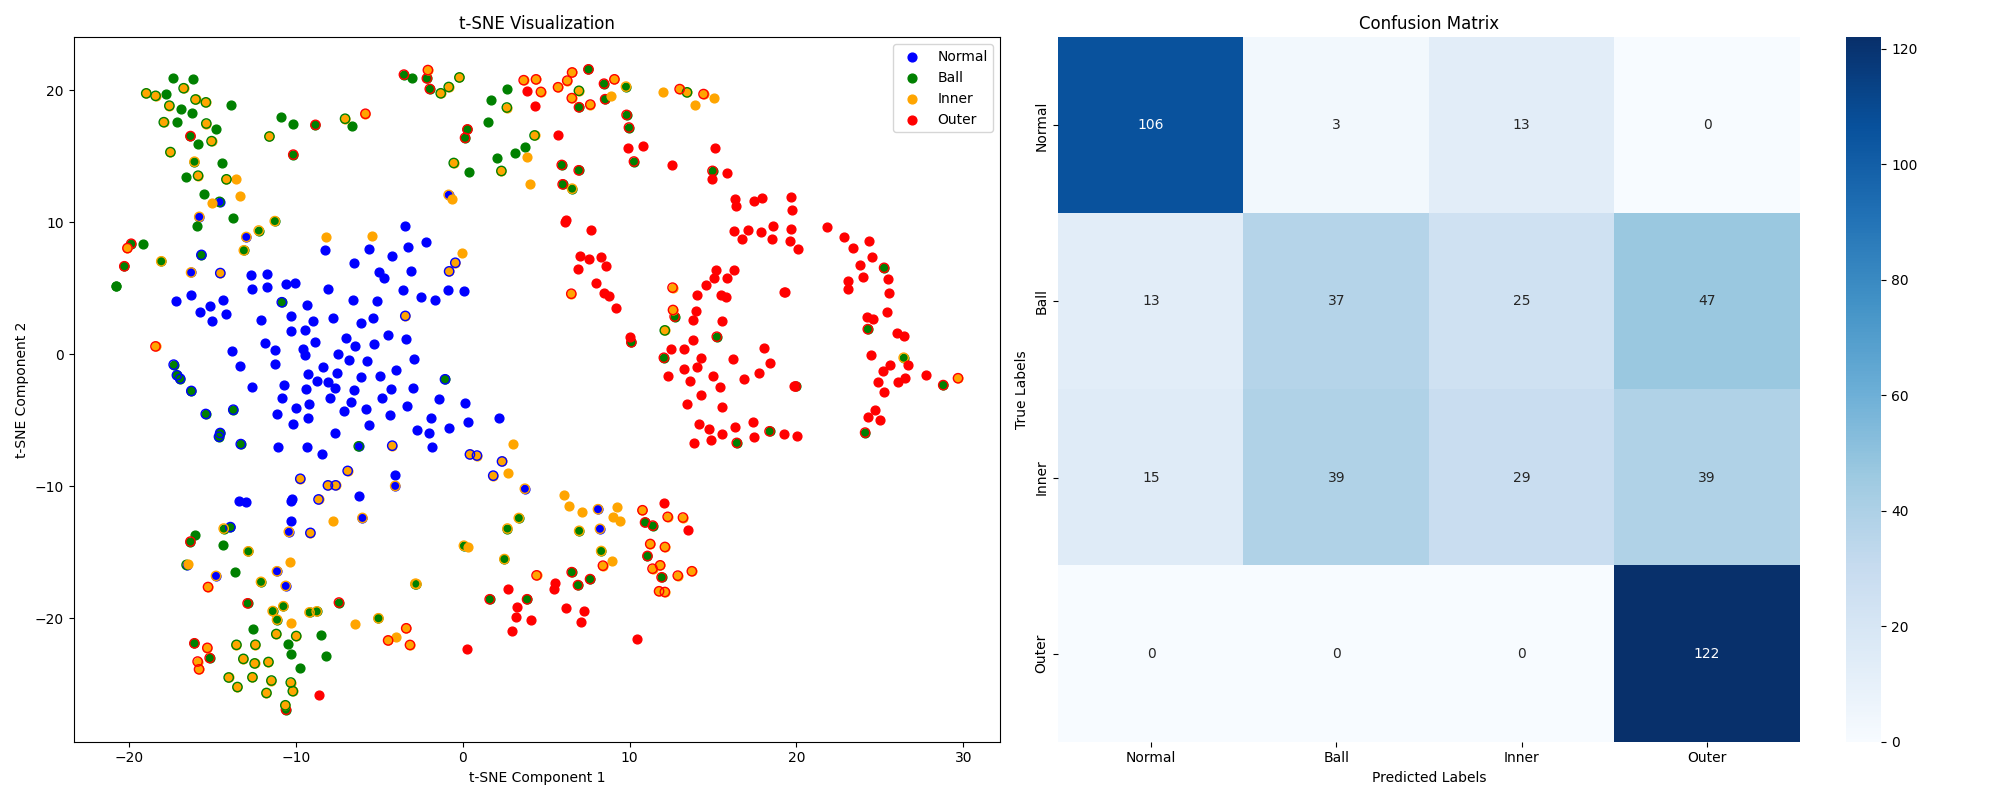 t-SNE Visualization
Normal
Ball
Inner
Outer
20
10
0
−10
−20
t-SNE Component 2
−20 −10 0 10 20 30
t-SNE Component 1
Confusion Matrix
True Labels
Normal 106 3 13 0
Ball 13 37 25 47
Inner 15 39 29 39
Outer 0 0 0 122
Normal Ball Inner Outer
Predicted Labels
120
100
80
60
40
20
0